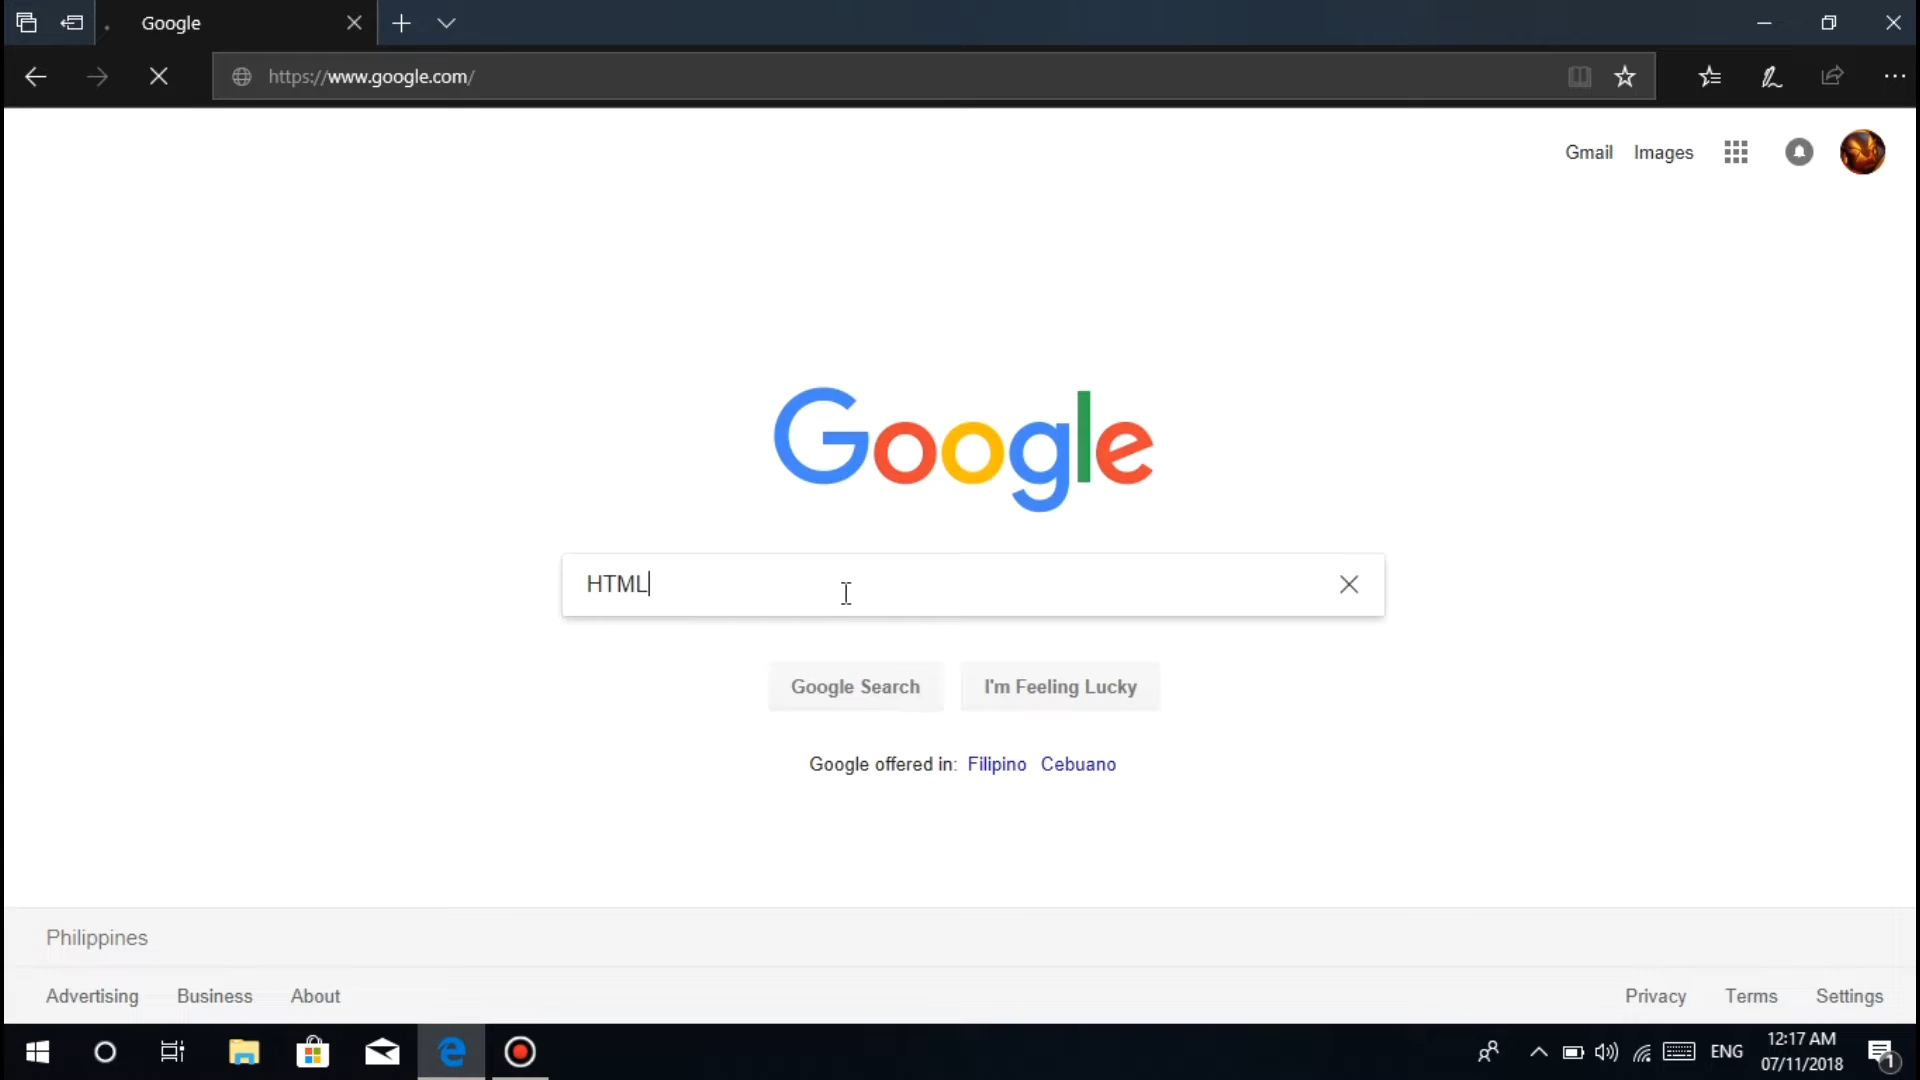 Google
https://www.google.com/
Gmail Images
Google
HTML
Google Search I'm Feeling Lucky
Google offered in: Filipino Cebuano
Philippines
Advertising Business About
Privacy Terms Settings
ENG
12:17 AM
07/11/2018
1